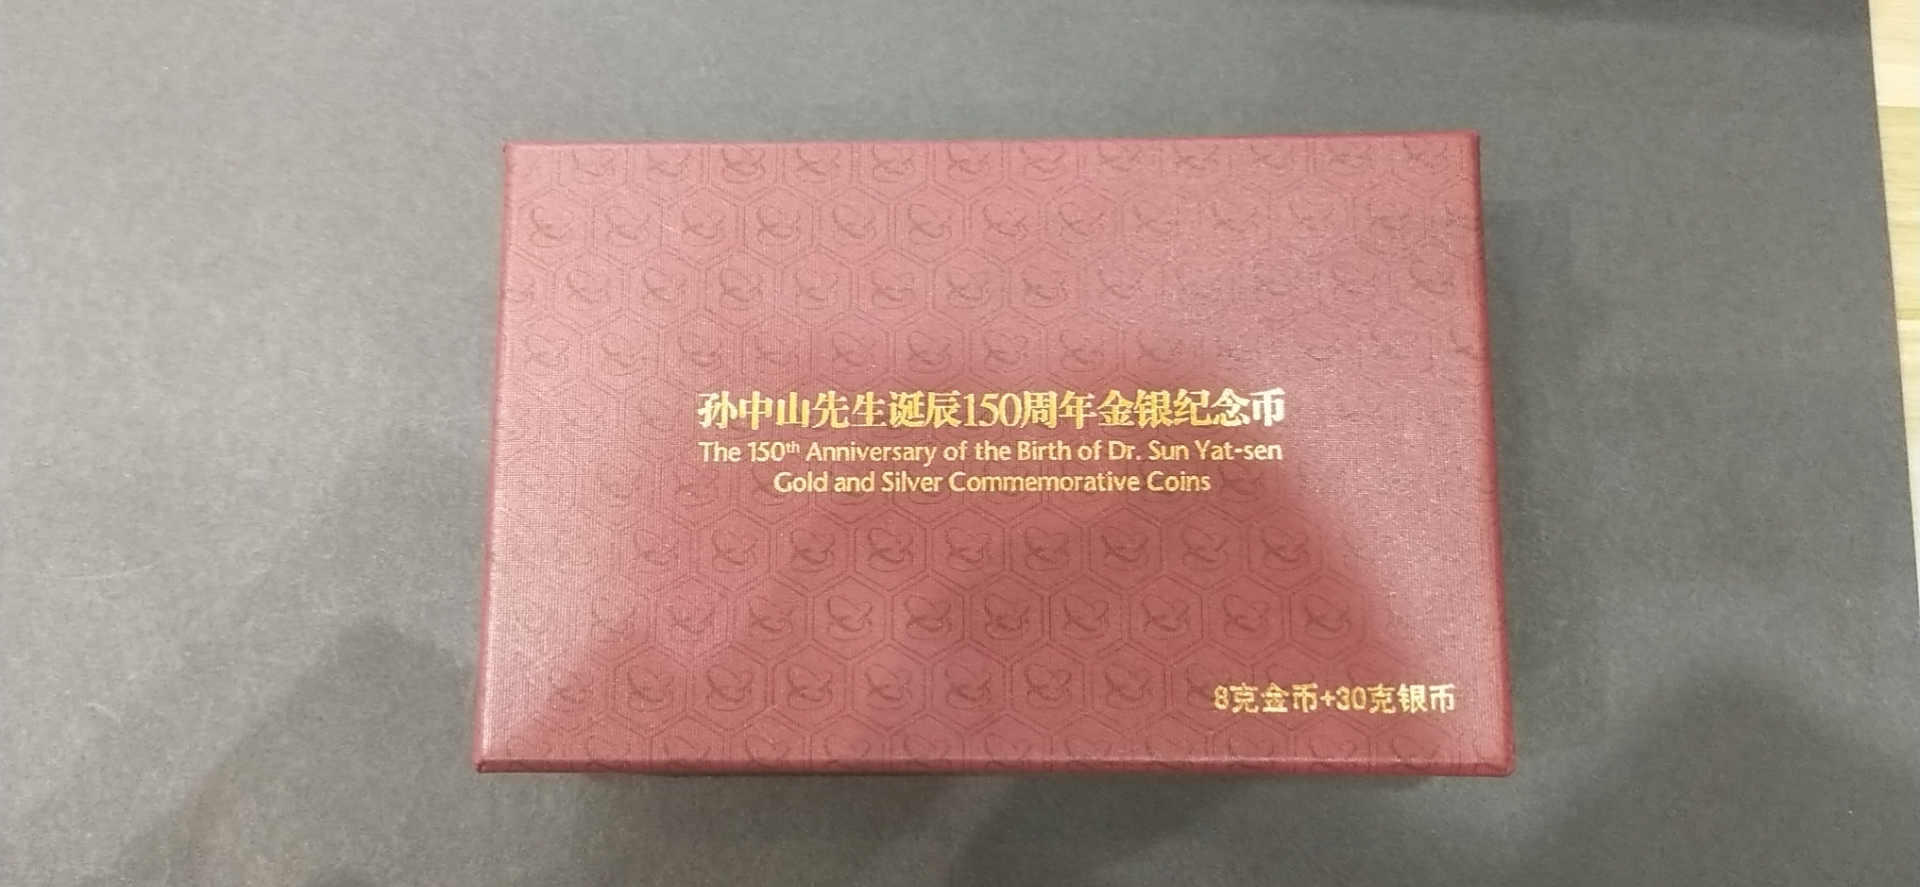 孙中山先生诞辰150周年金银纪念币
The 150th Anniversary of the Birth of Dr. Sun Yat-sen
Gold and Silver Commemorative Coins
8克金币+30克银币